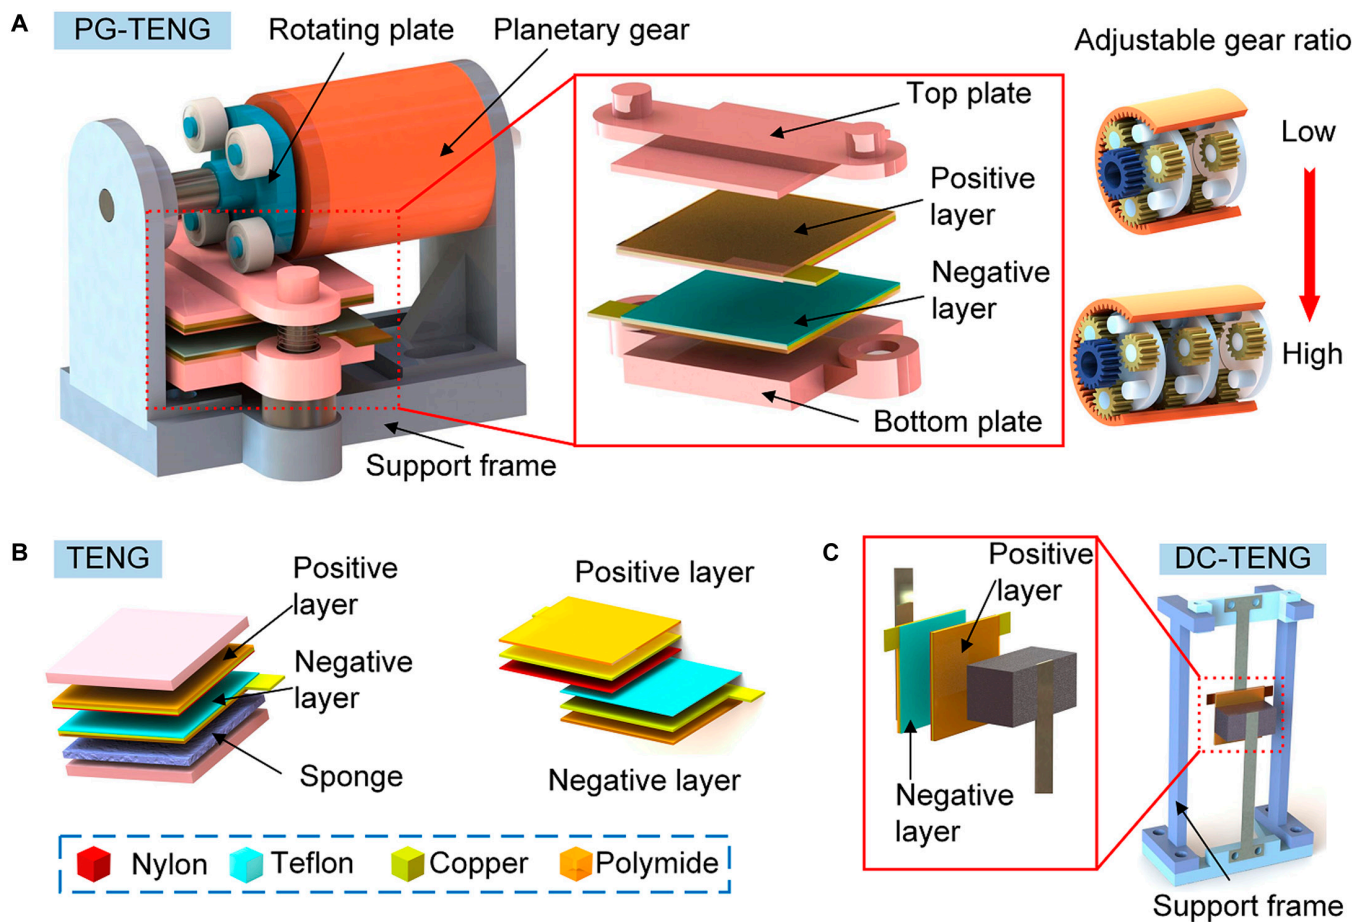 A
PG-TENG
Rotating plate
Planetary gear
Top plate
Positive
layer
Negative
layer
Bottom plate
Support frame
Adjustable gear ratio
Low
High
B
TENG
Positive
layer
Negative
layer
Sponge
Positive layer
Negative layer
Nylon
Teflon
Copper
Polymide
C
DC-TENG
Positive
layer
Negative
layer
Support frame